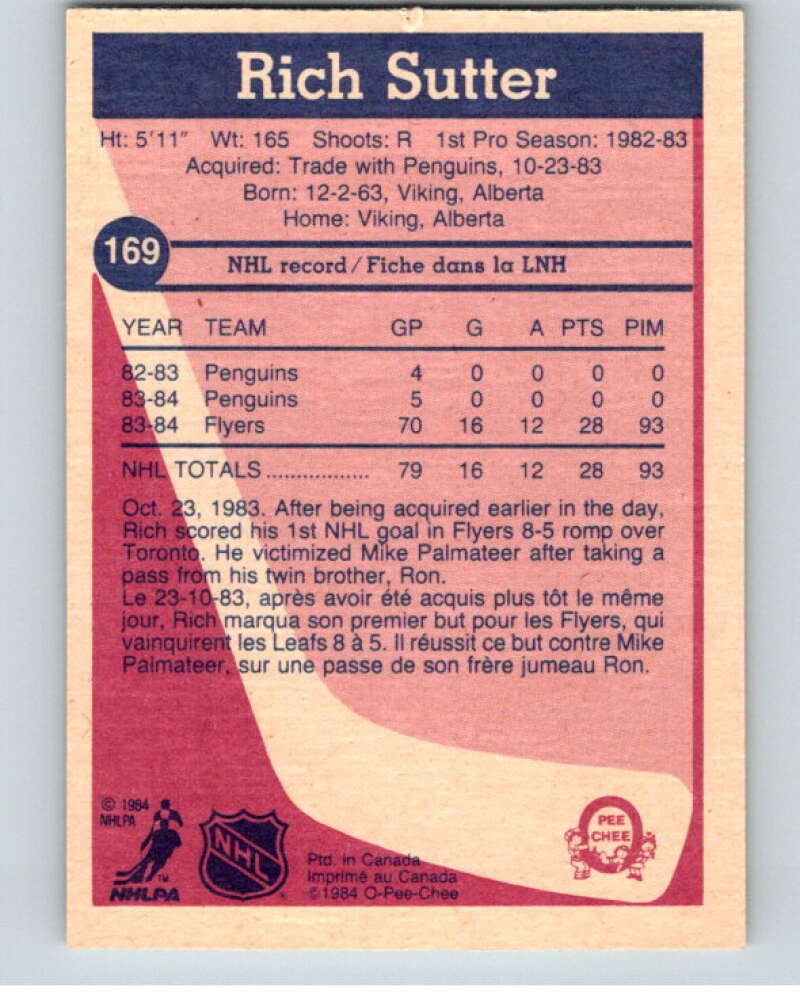 Rich Sutter
Ht: 5'11" Wt: 165 Shoots: R 1st Pro Season: 1982-83
Acquired: Trade with Penguins, 10-23-83
Born: 12-2-63, Viking, Alberta
Home: Viking, Alberta
169
NHL record/Fiche dans la LNH
YEAR TEAM GP G A PTS PIM
82-83 Penguins 4 0 0 0 0
83-84 Penguins 5 0 0 0 0
83-84 Flyers 70 16 12 28 93
NHL TOTALS ................. 79 16 12 28 93
Oct. 23, 1983. After being acquired earlier in the day,
Rich scored his 1st NHL goal in Flyers 8-5 romp over
Toronto. He victimized Mike Palmateer after taking a
pass from his twin brother, Ron.
Le 23-10-83, après avoir été acquis plus tôt le même
jour, Rich marqua son premier but pour les Flyers, qui
vainquirent les Leafs 8 à 5. Il réussit ce but contre Mike
Palmateer, sur une passe de son frère jumeau Ron.
© 1984
NHLPA
TM
NHLPA
NHL
®
Ptd. in Canada
Imprimé au Canada
©1984 O-Pee-Chee
PEE
CHEE